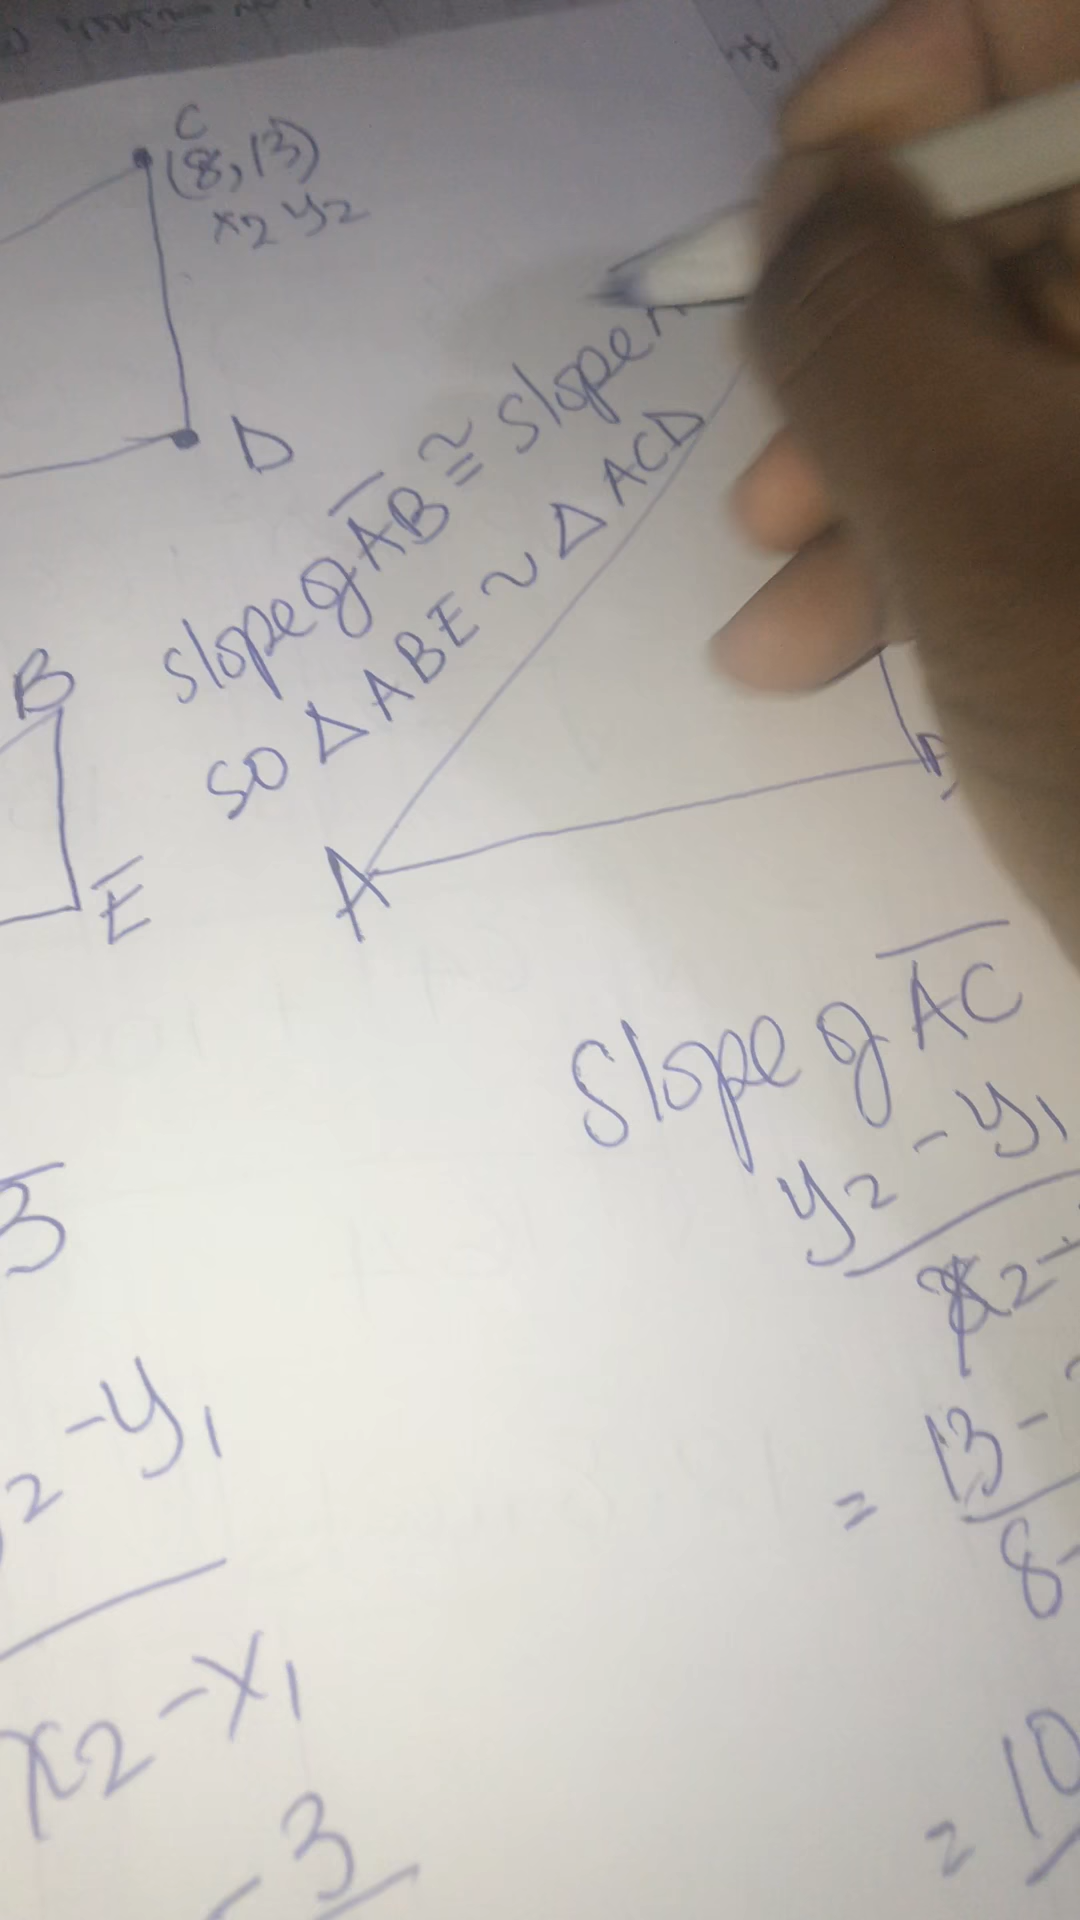 C
(8,13)
x2 y2
D
Slope of AB ≅ Slope
SO △ ABE ~ △ ACD
B
E
A
Slope of AC
y2 - y1
x2 -
= 13 -
8 -
= 10
3
2 - y1
x2 - x1
- 3